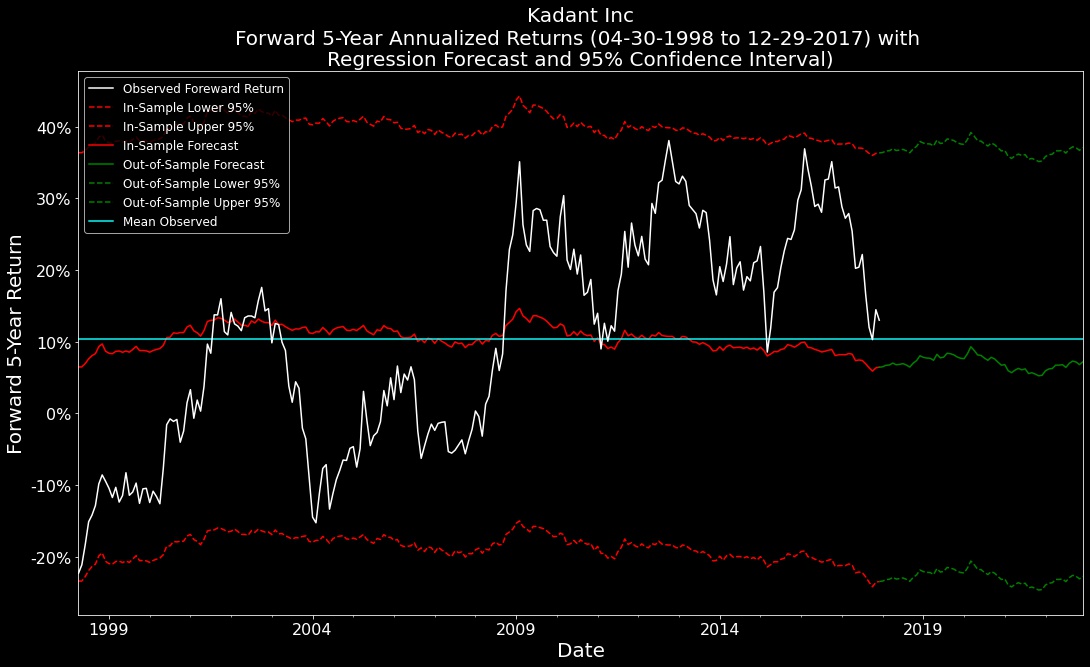 Kadant Inc
Forward 5-Year Annualized Returns (04-30-1998 to 12-29-2017) with
Regression Forecast and 95% Confidence Interval)
Observed Foreward Return
In-Sample Lower 95%
In-Sample Upper 95%
In-Sample Forecast
Out-of-Sample Forecast
Out-of-Sample Lower 95%
Out-of-Sample Upper 95%
Mean Observed
Forward 5-Year Return
40%
30%
20%
10%
0%
-10%
-20%
1999
2004
2009
2014
2019
Date